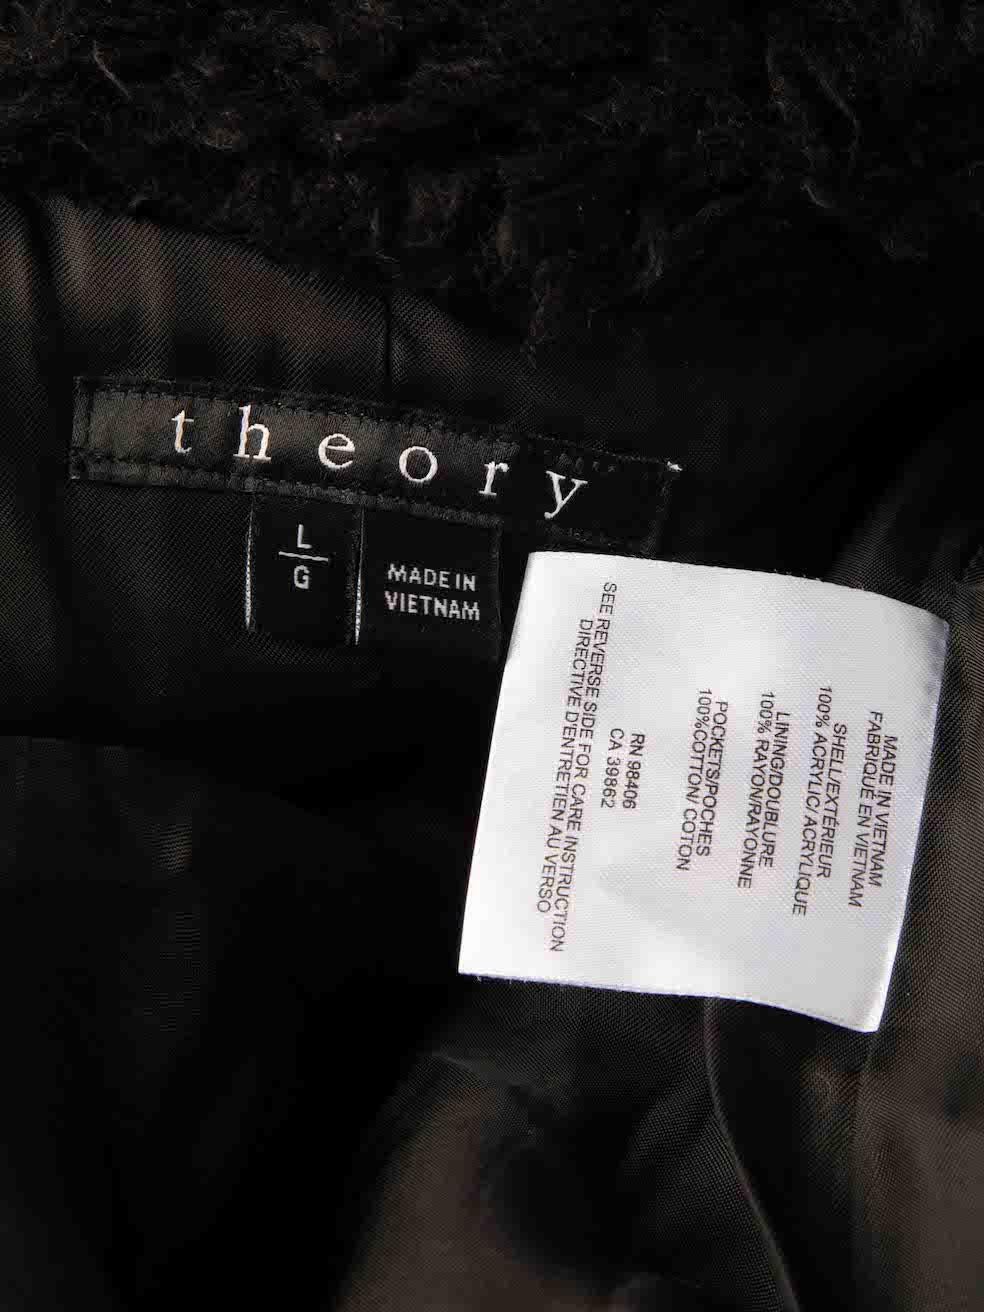 theory
L
G
MADE IN
VIETNAM
MADE IN VIETNAM
FABRIQUÉ EN VIETNAM
SHELL/EXTÉRIEUR
100% ACRYLIC/ ACRYLIQUE
LINING/DOUBLURE
100% RAYON/RAYONNE
POCKETS/POCHES
100%COTTON/ COTON
RN 98406
CA 39862
SEE REVERSE SIDE FOR CARE INSTRUCTION
DIRECTIVE D'ENTRETIEN AU VERSO